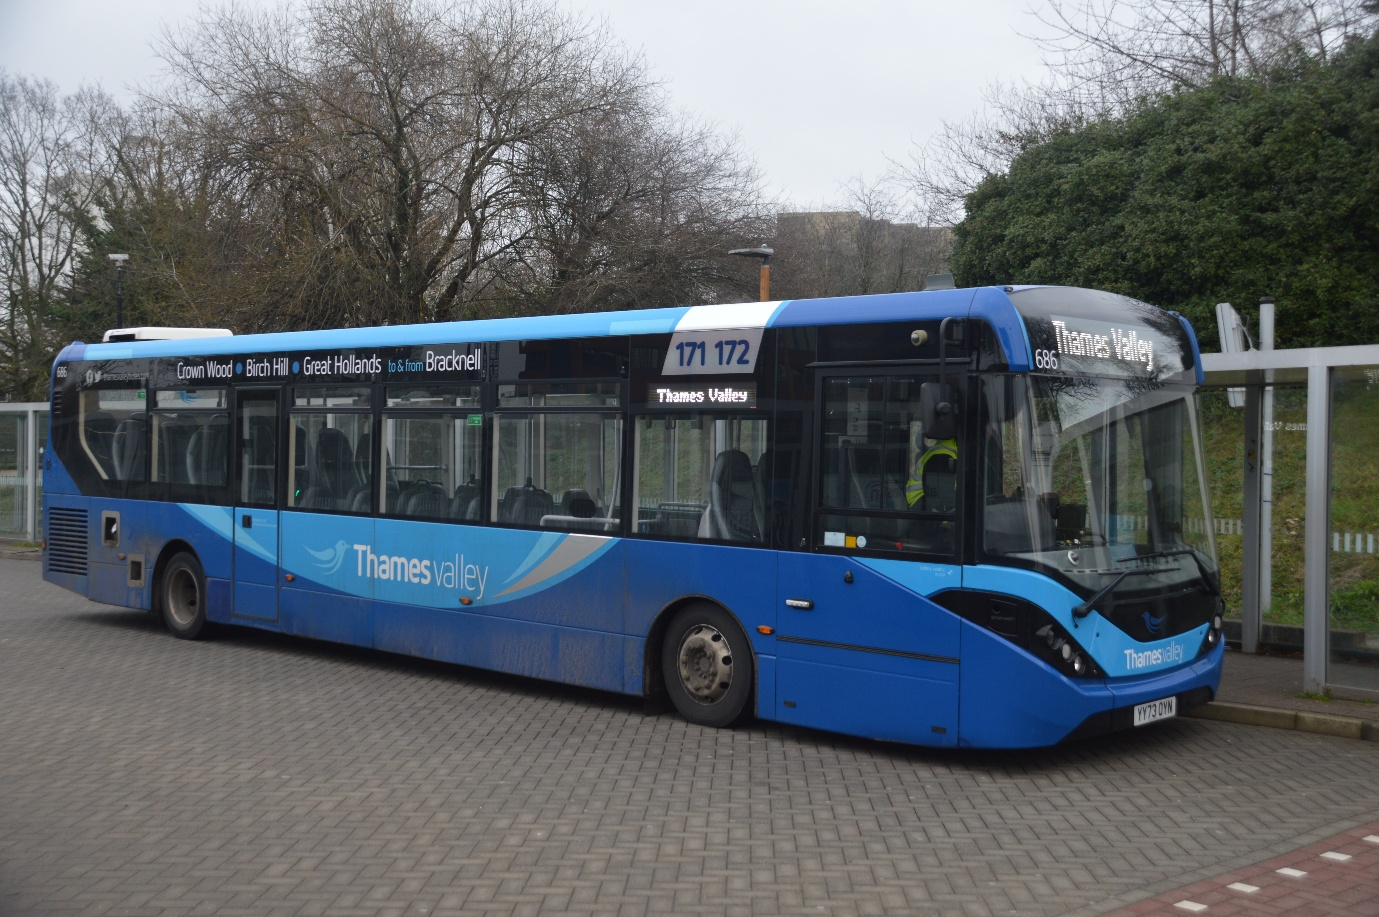 171 172
Thames Valley
686
Thames Valley
686
Crown Wood • Birch Hill • Great Hollands to & from Bracknell
Thames valley
Thames valley
YY73 OYN